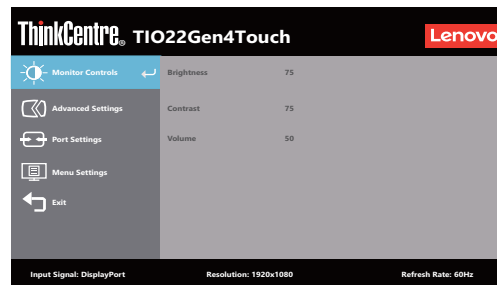 ThinkCentre® TIO22Gen4Touch
Lenovo
Monitor Controls Brightness 75
Advanced Settings Contrast 75
Port Settings Volume 50
Menu Settings
Exit
Input Signal: DisplayPort Resolution: 1920x1080 Refresh Rate: 60Hz